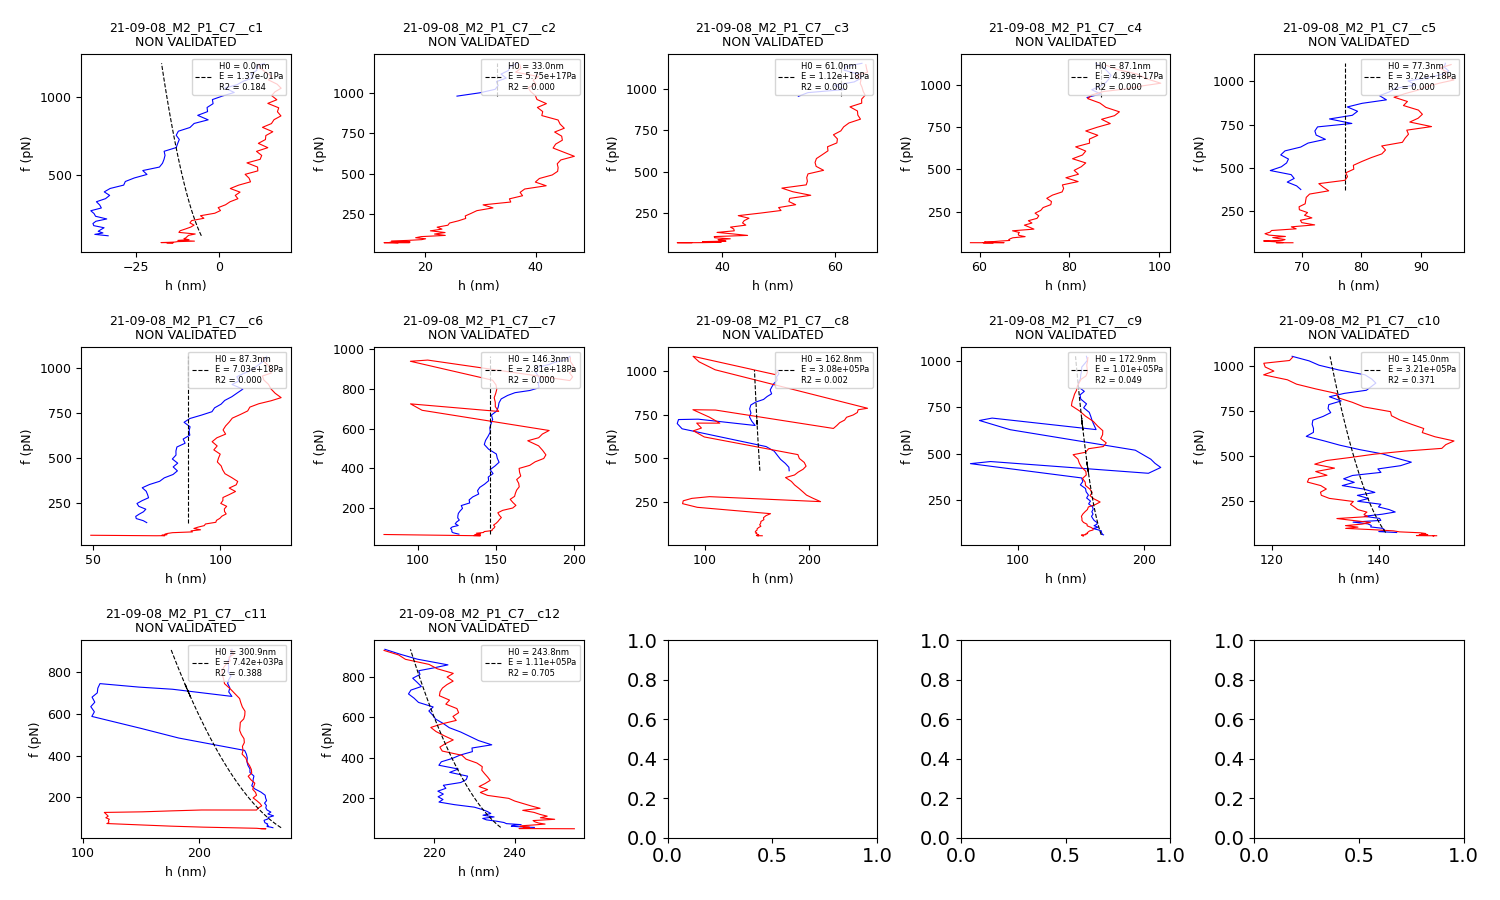 21-09-08_M2_P1_C7__c1
NON VALIDATED
H0 = 0.0nm
E = 1.37e-01Pa
R2 = 0.184
1000
500
f (pN)
−25
0
h (nm)
21-09-08_M2_P1_C7__c2
NON VALIDATED
H0 = 33.0nm
E = 5.75e+17Pa
R2 = 0.000
1000
750
500
250
f (pN)
20
40
h (nm)
21-09-08_M2_P1_C7__c3
NON VALIDATED
H0 = 61.0nm
E = 1.12e+18Pa
R2 = 0.000
1000
750
500
250
f (pN)
40
60
h (nm)
21-09-08_M2_P1_C7__c4
NON VALIDATED
H0 = 87.1nm
E = 4.39e+17Pa
R2 = 0.000
1000
750
500
250
f (pN)
60
80
100
h (nm)
21-09-08_M2_P1_C7__c5
NON VALIDATED
H0 = 77.3nm
E = 3.72e+18Pa
R2 = 0.000
1000
750
500
250
f (pN)
70
80
90
h (nm)
21-09-08_M2_P1_C7__c6
NON VALIDATED
H0 = 87.3nm
E = 7.03e+18Pa
R2 = 0.000
1000
750
500
250
f (pN)
50
100
h (nm)
21-09-08_M2_P1_C7__c7
NON VALIDATED
H0 = 146.3nm
E = 2.81e+18Pa
R2 = 0.000
1000
800
600
400
200
f (pN)
100
150
200
h (nm)
21-09-08_M2_P1_C7__c8
NON VALIDATED
H0 = 162.8nm
E = 3.08e+05Pa
R2 = 0.002
1000
750
500
250
f (pN)
100
200
h (nm)
21-09-08_M2_P1_C7__c9
NON VALIDATED
H0 = 172.9nm
E = 1.01e+05Pa
R2 = 0.049
1000
750
500
250
f (pN)
100
200
h (nm)
21-09-08_M2_P1_C7__c10
NON VALIDATED
H0 = 145.0nm
E = 3.21e+05Pa
R2 = 0.371
1000
750
500
250
f (pN)
120
140
h (nm)
21-09-08_M2_P1_C7__c11
NON VALIDATED
H0 = 300.9nm
E = 7.42e+03Pa
R2 = 0.388
800
600
400
200
f (pN)
100
200
h (nm)
21-09-08_M2_P1_C7__c12
NON VALIDATED
H0 = 243.8nm
E = 1.11e+05Pa
R2 = 0.705
800
600
400
200
f (pN)
220
240
h (nm)
1.0
0.8
0.6
0.4
0.2
0.0
0.0
0.5
1.0
1.0
0.8
0.6
0.4
0.2
0.0
0.0
0.5
1.0
1.0
0.8
0.6
0.4
0.2
0.0
0.0
0.5
1.0